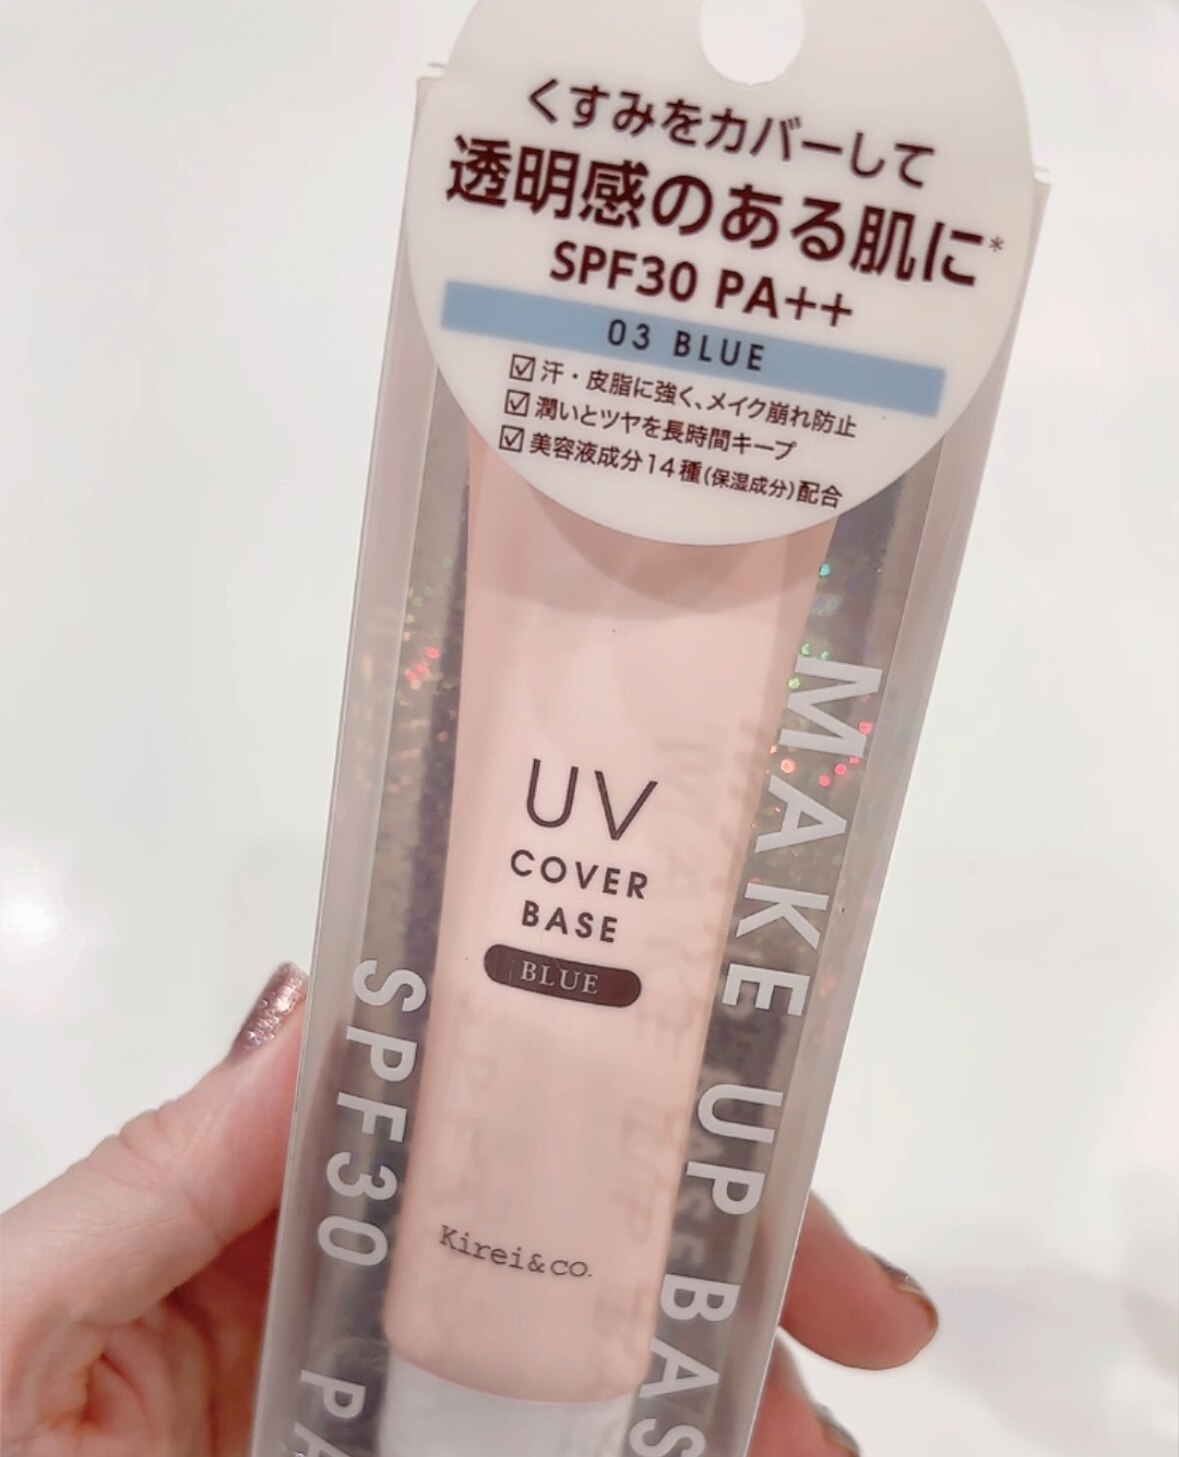 くすみをカバーして
透明感のある肌に*
SPF30 PA++
03 BLUE
☑ 汗・皮脂に強く、メイク崩れ防止
☑ 潤いとツヤを長時間キープ
☑ 美容液成分14種(保湿成分)配合
UV
COVER
BASE
BLUE
Kirei&co.
SPF30 PA
MAKE UP BAS